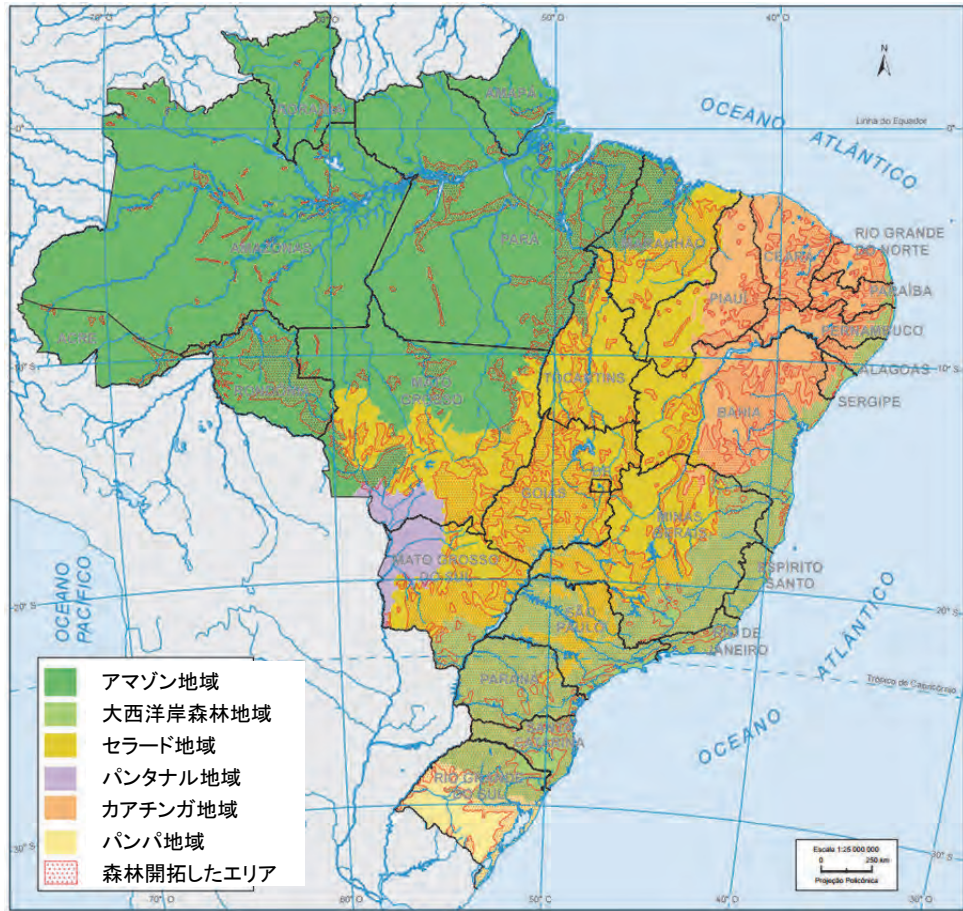 70° O
50° O
40° O
N
OCEANO ATLÂNTICO
Linha do Equador
0°
0°
RORAIMA
AMAPÁ
AMAZONAS
PARÁ
MARANHÃO
CEARÁ
RIO GRANDE
DO NORTE
PARAÍBA
PIAUÍ
PERNAMBUCO
ACRE
10° S
10° S
ALAGOAS
SERGIPE
TOCANTINS
RONDÔNIA
MATO
GROSSO
BAHIA
DF
GOIÁS
MINAS
GERAIS
MATO GROSSO
DO SUL
ESPÍRITO
SANTO
OCEANO
PACÍFICO
20° S
20° S
SÃO
PAULO
RIO DE
JANEIRO
OCEANO ATLÂNTICO
Trópico de Capricórnio
PARANÁ
SANTA
CATARINA
RIO GRANDE
DO SUL
アマゾン地域
大西洋岸森林地域
セラード地域
パンタナル地域
カアチンガ地域
パンパ地域
森林開拓したエリア
Escala 1:25 000 000
0 250 km
Projeção Policônica
30° S
30° S
60° O
50° O
40° O
30° O